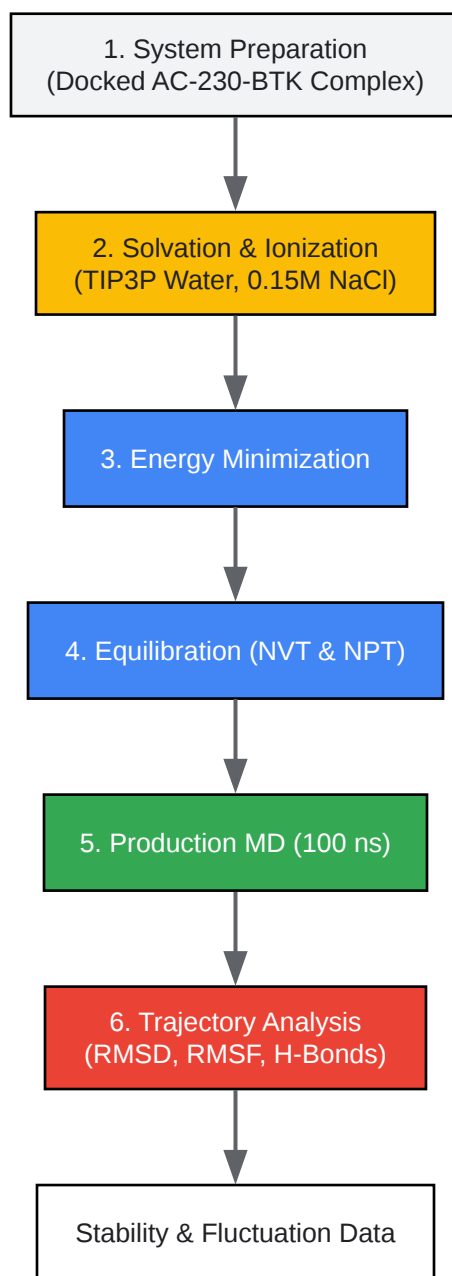 1. System Preparation
(Docked AC-230-BTK Complex)
2. Solvation & Ionization
(TIP3P Water, 0.15M NaCl)
3. Energy Minimization
4. Equilibration (NVT & NPT)
5. Production MD (100 ns)
6. Trajectory Analysis
(RMSD, RMSF, H-Bonds)
Stability & Fluctuation Data